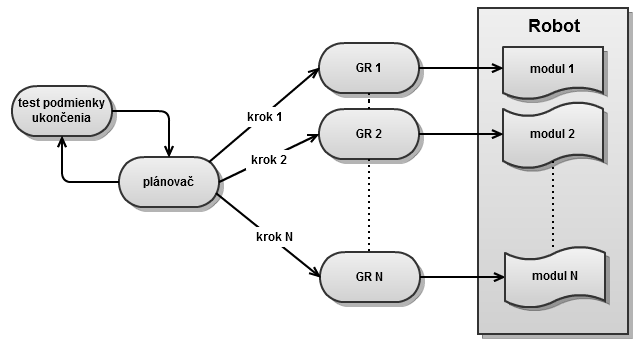 Robot
test podmienky
ukončenia
plánovač
krok 1
krok 2
krok N
GR 1
GR 2
GR N
modul 1
modul 2
modul N